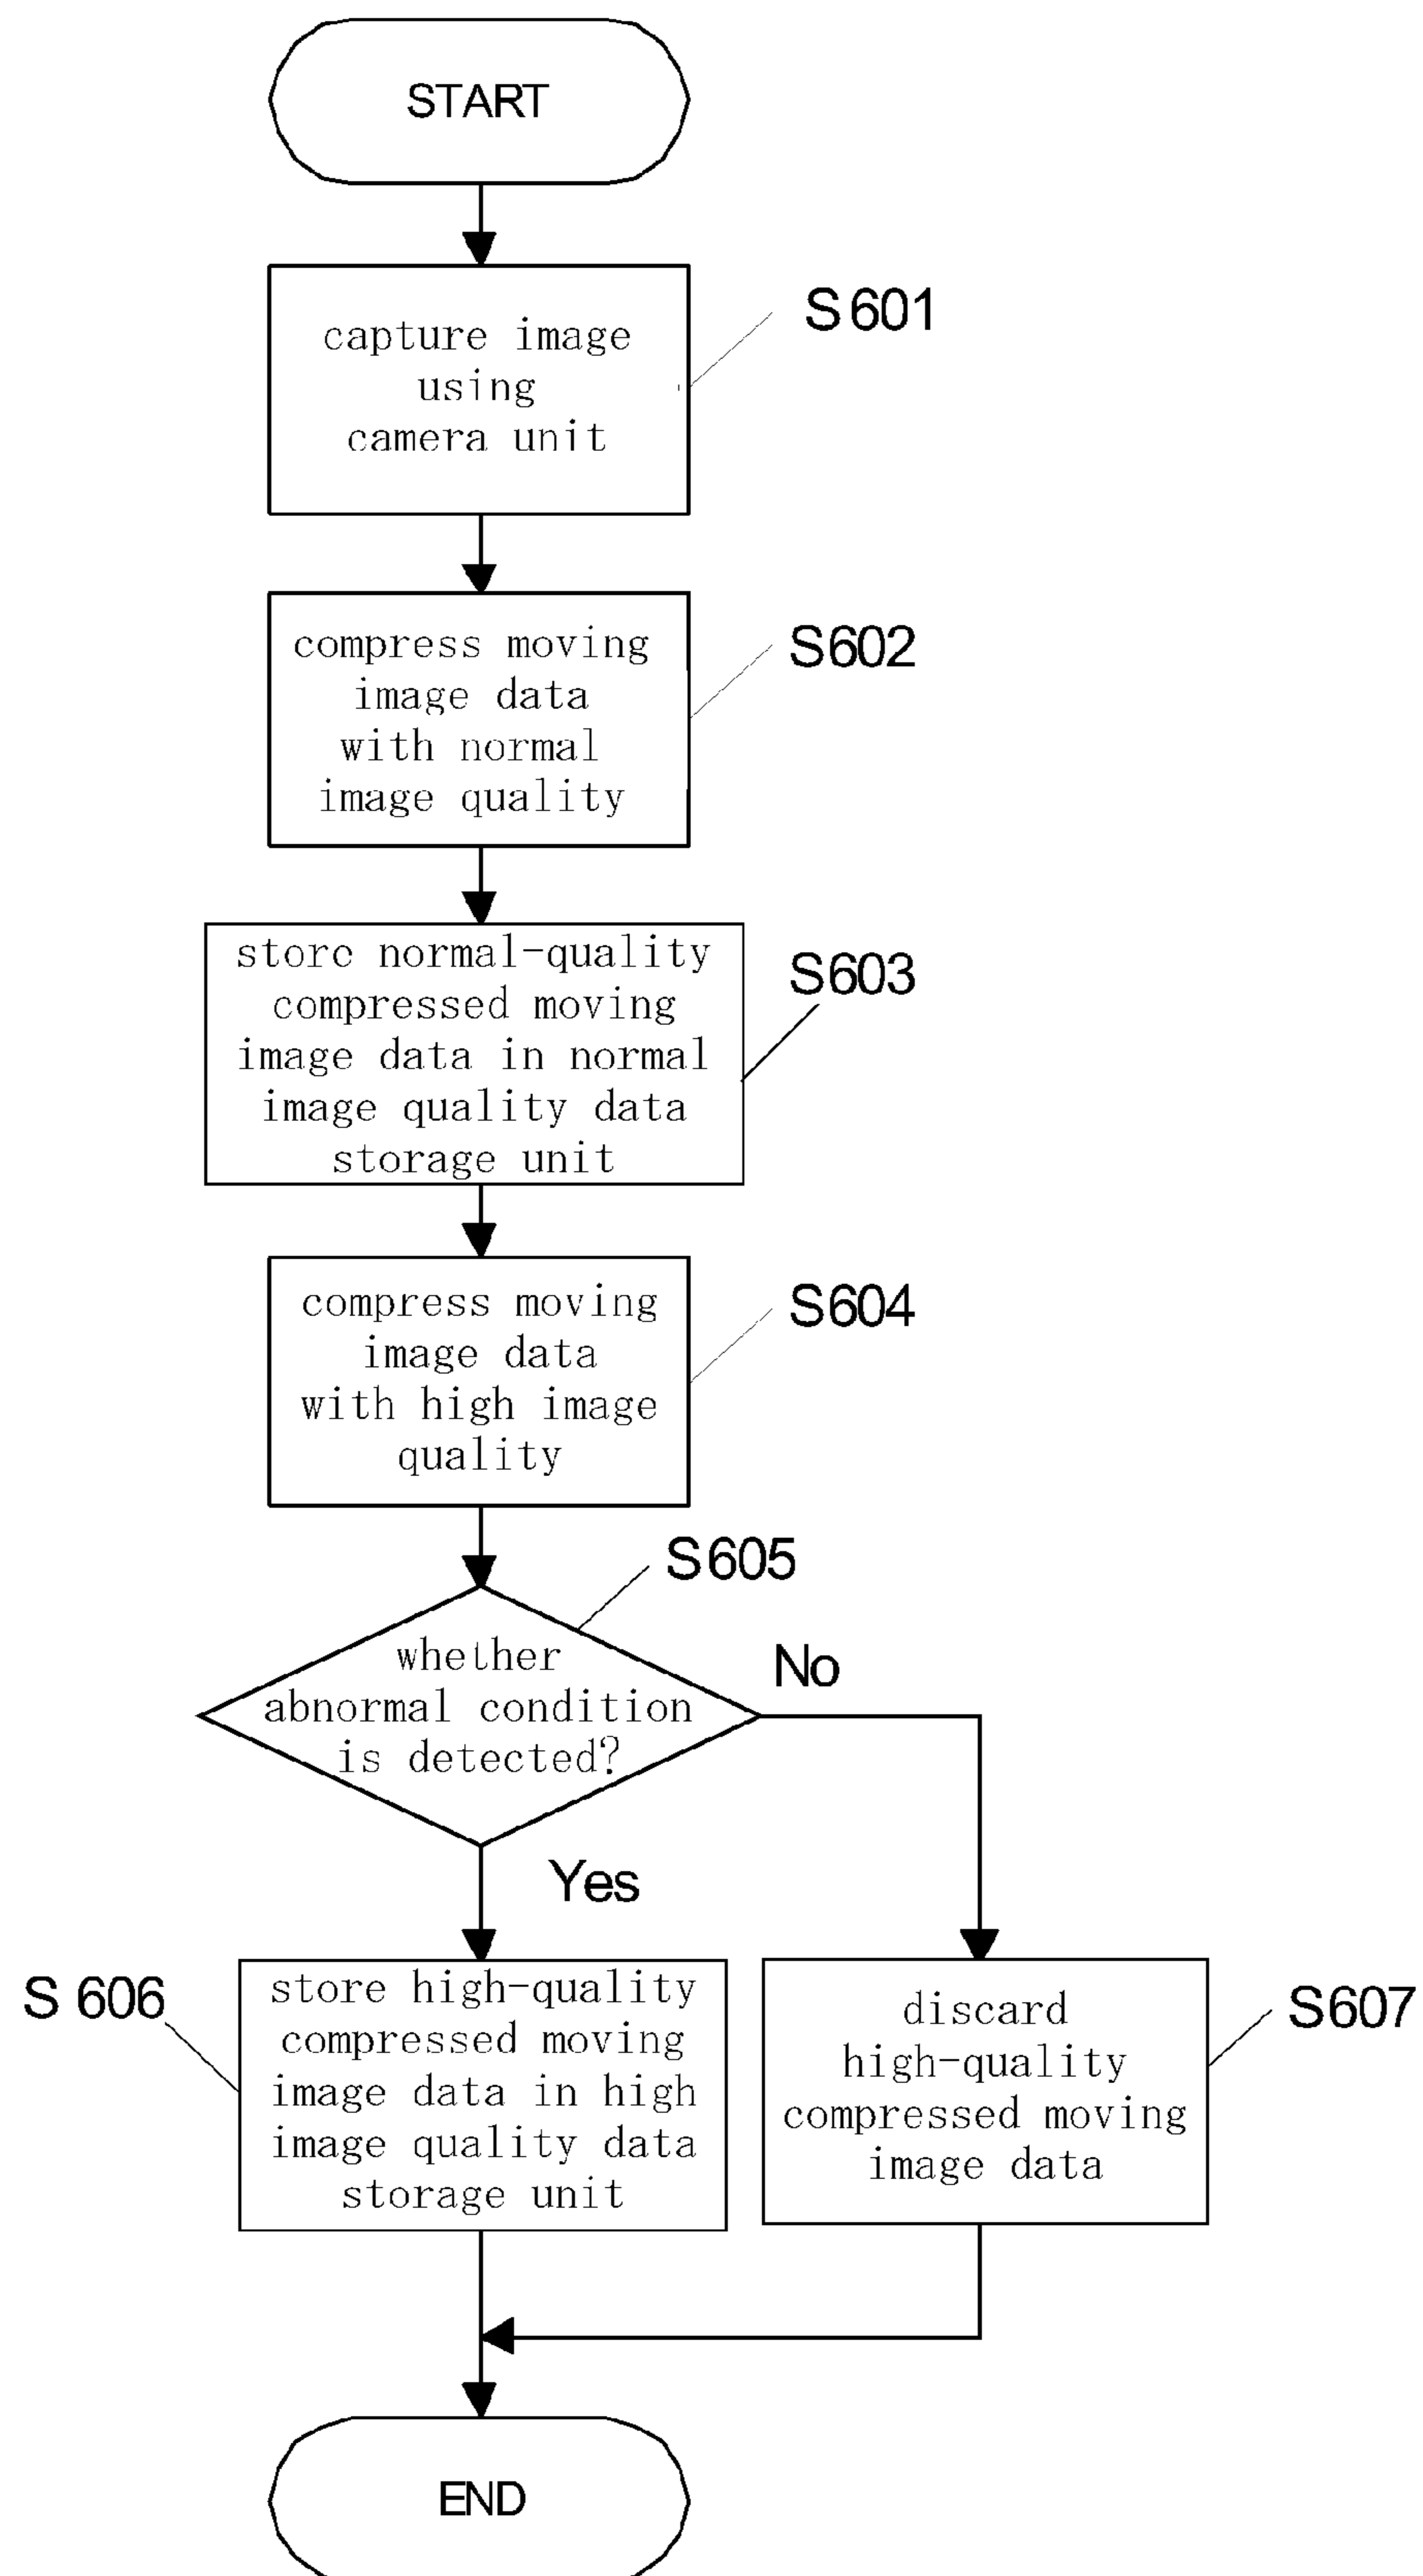 START
capture image
using
camera unit
S601
compress moving
image data
with normal
image quality
S602
store normal-quality
compressed moving
image data in normal
image quality data
storage unit
S603
compress moving
image data
with high image
quality
S604
whether
abnormal condition
is detected?
S605
No
Yes
store high-quality
compressed moving
image data in high
image quality data
storage unit
S 606
discard
high-quality
compressed moving
image data
S607
END